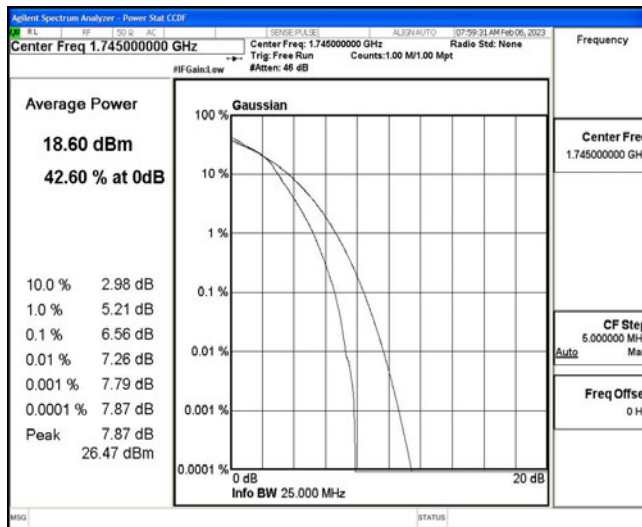 Agilent Spectrum Analyzer - Power Stat CCDF
RL RF 50 Ω AC SENSE:PULSE ALIGNAUTO 07:59:31 AM Feb 06, 2023
Center Freq 1.745000000 GHz
Center Freq: 1.745000000 GHz Radio Std: None
Trig: Free Run Counts:1.00 M/1.00 Mpt
#IFGain:Low #Atten: 46 dB
Frequency
Average Power
18.60 dBm
42.60 % at 0dB
10.0 % 2.98 dB
1.0 % 5.21 dB
0.1 % 6.56 dB
0.01 % 7.26 dB
0.001 % 7.79 dB
0.0001 % 7.87 dB
Peak 7.87 dB
26.47 dBm
Gaussian
100 %
10 %
1 %
0.1 %
0.01 %
0.001 %
0.0001 %
0 dB 20 dB
Info BW 25.000 MHz
Center Fre
1.745000000 GH
CF Step
5.000000 MH
Auto Ma
Freq Offse
0 H
MSG STATUS